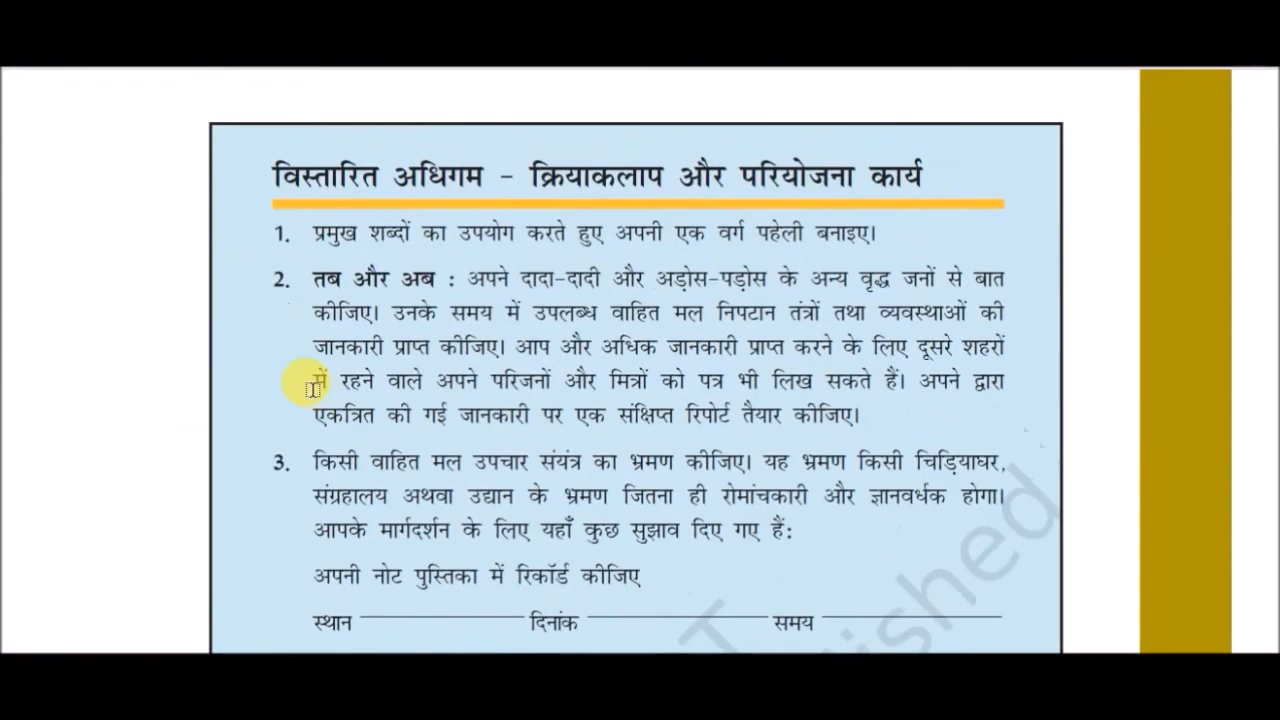 विस्तारित अधिगम - क्रियाकलाप और परियोजना कार्य
1. प्रमुख शब्दों का उपयोग करते हुए अपनी एक वर्ग पहेली बनाइए।
2. तब और अब : अपने दादा-दादी और अड़ोस-पड़ोस के अन्य वृद्ध जनों से बात
कीजिए। उनके समय में उपलब्ध वाहित मल निपटान तंत्रों तथा व्यवस्थाओं की
जानकारी प्राप्त कीजिए। आप और अधिक जानकारी प्राप्त करने के लिए दूसरे शहरों
में रहने वाले अपने परिजनों और मित्रों को पत्र भी लिख सकते हैं। अपने द्वारा
एकत्रित की गई जानकारी पर एक संक्षिप्त रिपोर्ट तैयार कीजिए।
3. किसी वाहित मल उपचार संयंत्र का भ्रमण कीजिए। यह भ्रमण किसी चिड़ियाघर,
संग्रहालय अथवा उद्यान के भ्रमण जितना ही रोमांचकारी और ज्ञानवर्धक होगा।
आपके मार्गदर्शन के लिए यहाँ कुछ सुझाव दिए गए हैं:
अपनी नोट पुस्तिका में रिकॉर्ड कीजिए
स्थान दिनांक समय